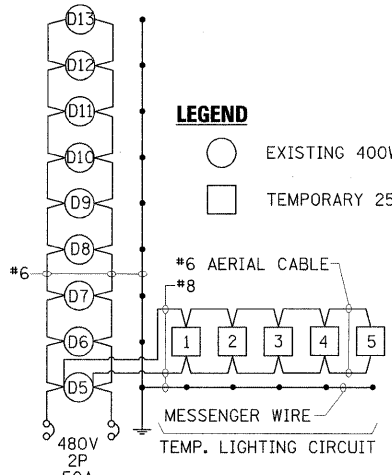 D13
D12
D11
D10
D9
D8
D7
D6
D5
#6
480V
2P
50A
LEGEND
EXISTING 400W
TEMPORARY 25
#6 AERIAL CABLE
#8
1 2 3 4 5
MESSENGER WIRE
TEMP. LIGHTING CIRCUIT